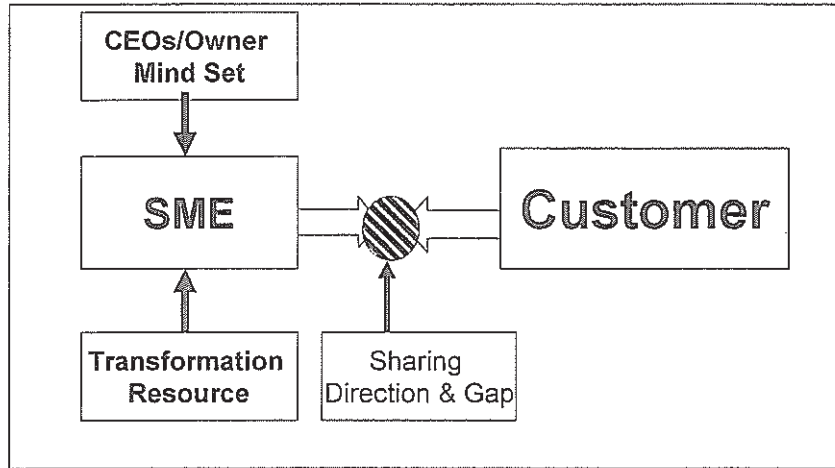 CEOs/Owner
Mind Set
SME
Customer
Transformation
Resource
Sharing
Direction & Gap